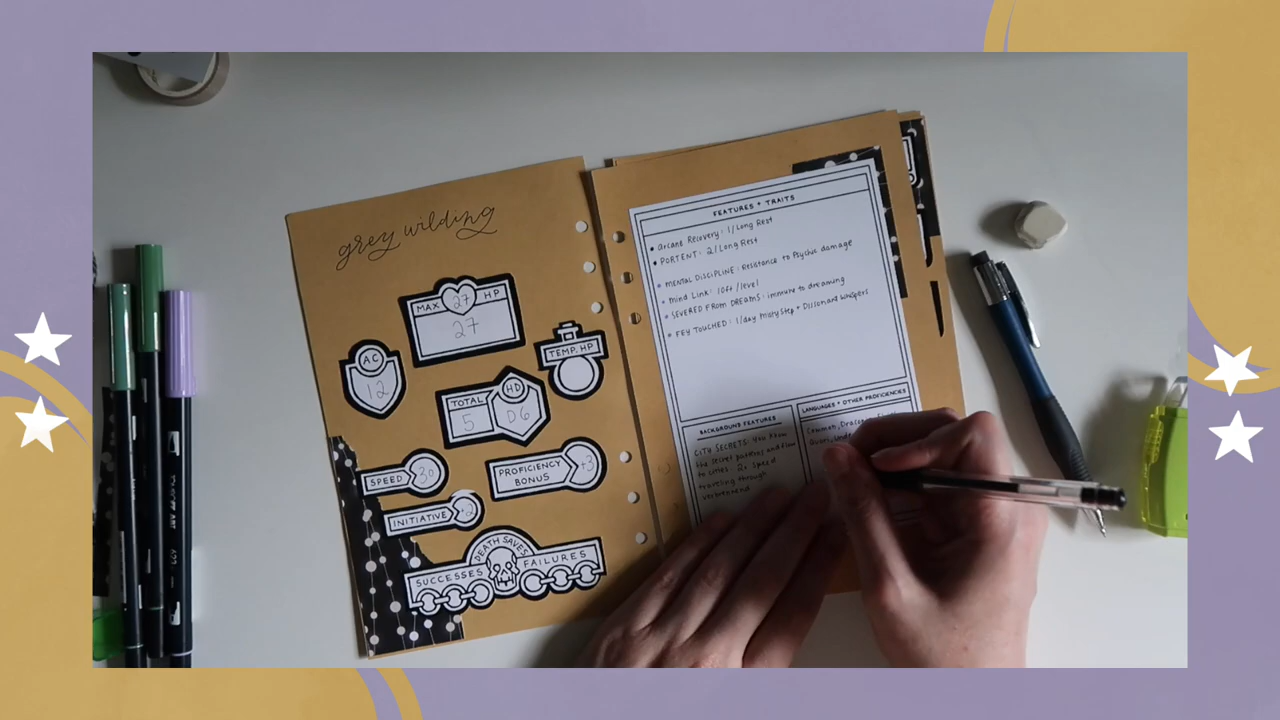 grey wilding
MAX 27 HP
27
AC
12
TEMP. HP
TOTAL
5
HD
D6
SPEED 30
PROFICIENCY
BONUS
+3
INITIATIVE
DEATH SAVES
SUCCESSES
FAILURES
FEATURES + TRAITS
• Arcane Recovery: 1/Long Rest
• PORTENT: 2/Long Rest
• MENTAL DISCIPLINE: Resistance to Psychic damage
• Mind Link: 10ft/level
• SEVERED FROM DREAMS: immune to dreaming
• FEY TOUCHED: 1/day Misty Step + Dissonant Whispers
BACKGROUND FEATURES
CITY SECRETS: You know
the secret patterns and flow
to cities. 2x speed
traveling through
LANGUAGES + OTHER PROFICIENCIES
Common,
Quori,